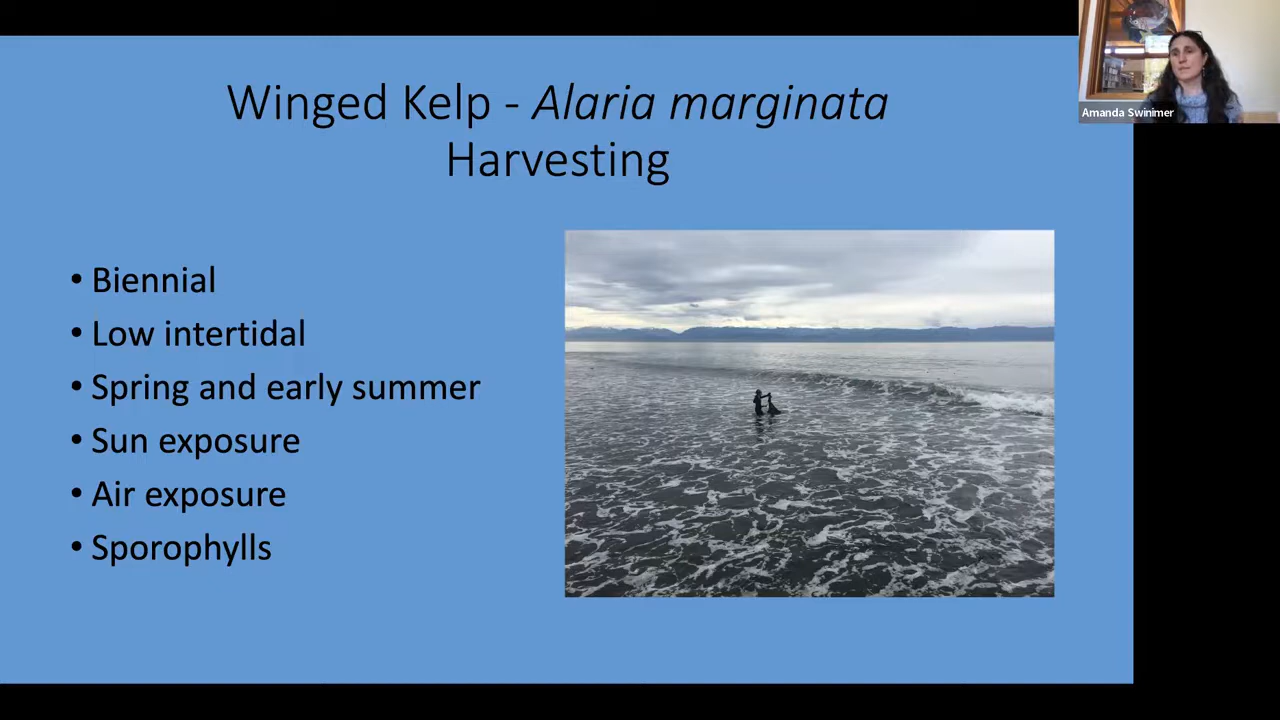 Winged Kelp - Alaria marginata
Harvesting
• Biennial
• Low intertidal
• Spring and early summer
• Sun exposure
• Air exposure
• Sporophylls
Amanda Swinimer